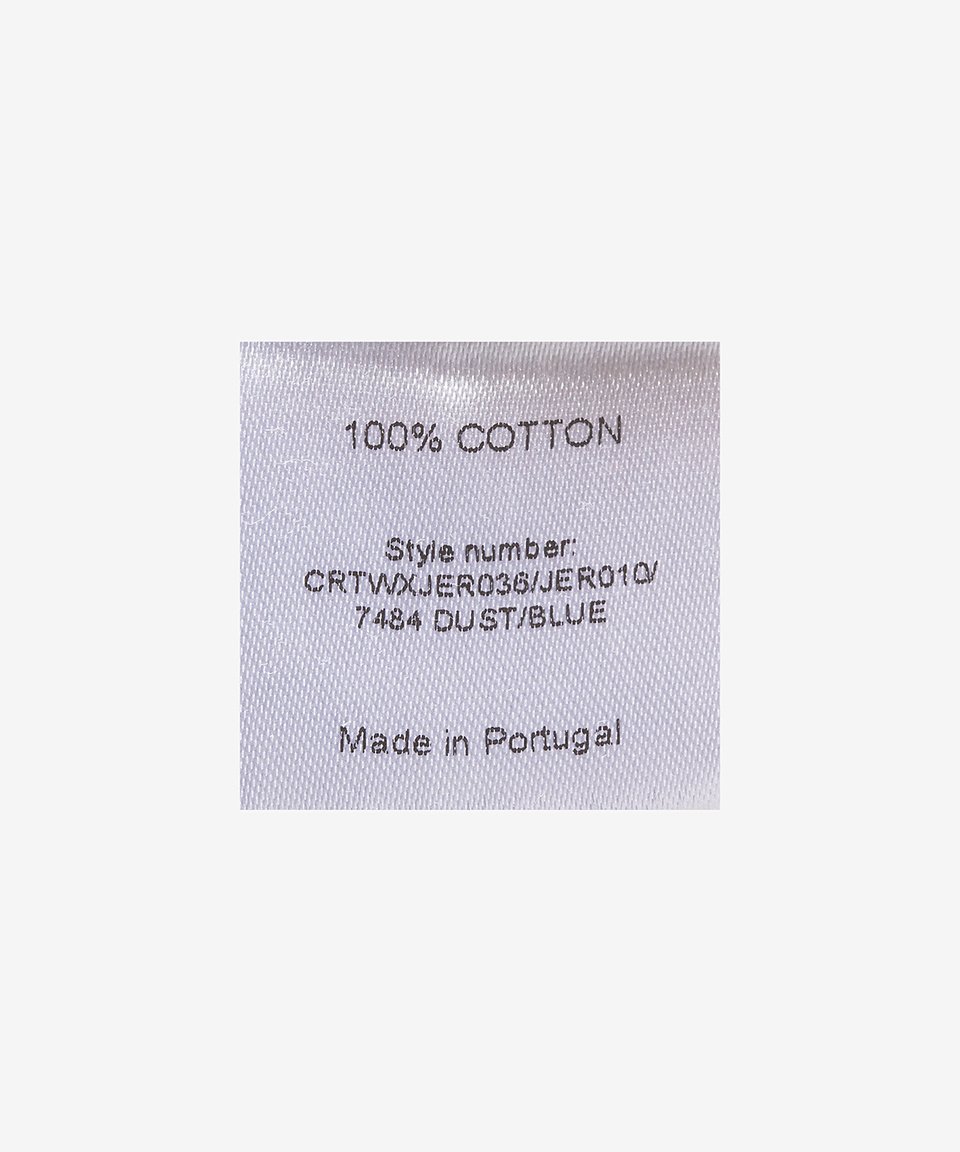 100% COTTON
Style number:
CRTWXJER036/JER010/
7484 DUST/BLUE
Made in Portugal